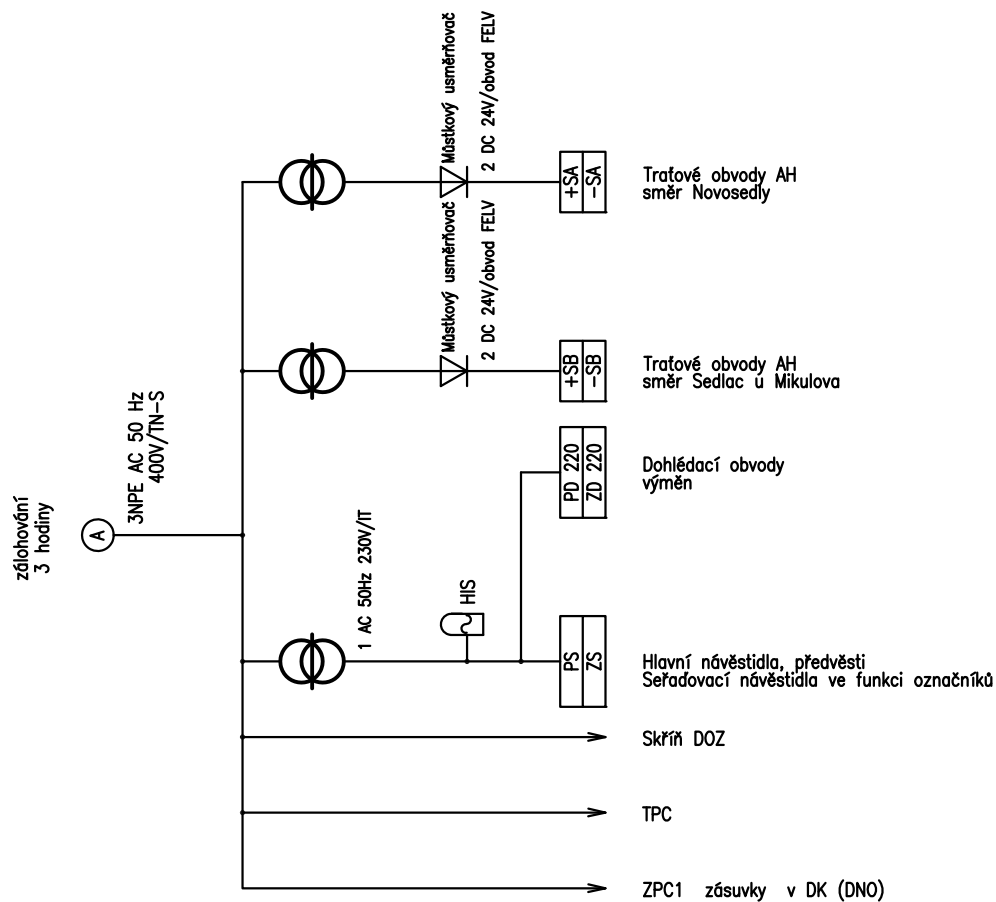 zálohování
3 hodiny
A
3NPE AC 50 Hz
400V/TN-S
Můstkový usměrňovač
2 DC 24V/obvod FELV
+SA
-SA
Traťové obvody AH
směr Novosedly
Můstkový usměrňovač
2 DC 24V/obvod FELV
+SB
-SB
Traťové obvody AH
směr Sedlac u Mikulova
PD 220
ZD 220
Dohlédací obvody
výměn
1 AC 50Hz 230V/IT
HIS
PS
ZS
Hlavní návěstidla, předvěsti
Seřaďovací návěstidla ve funkci označníků
Skříň DOZ
TPC
ZPC1 zásuvky v DK (DNO)